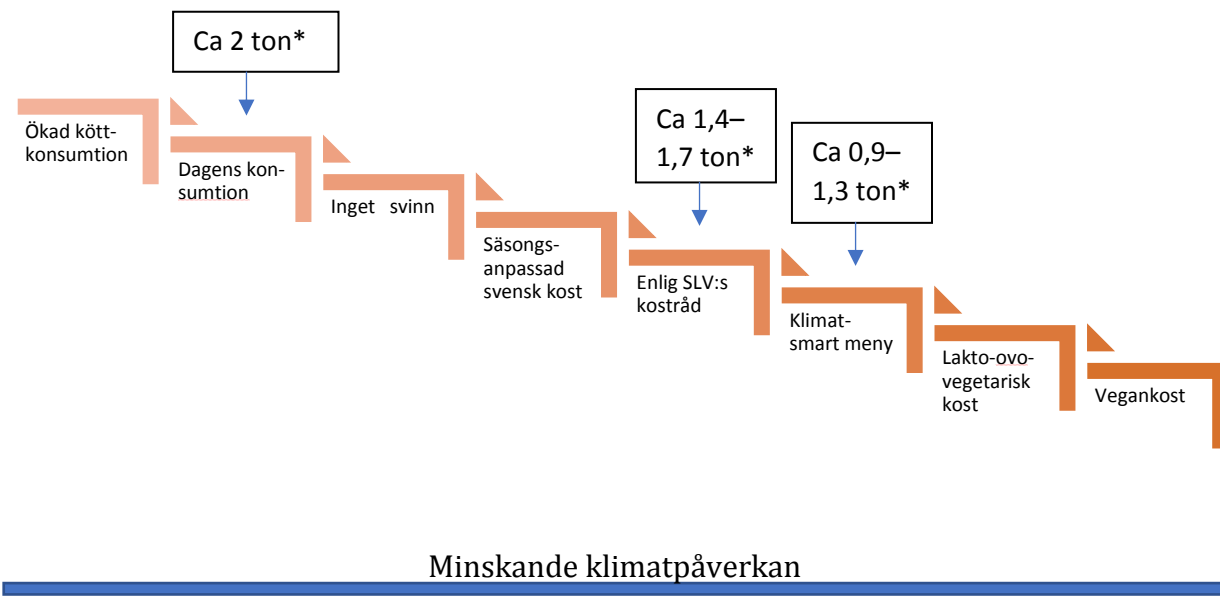 Ca 2 ton*
Ökad kött-
konsumtion
Dagens kon-
sumtion
Inget svinn
Säsongs-
anpassad
svensk kost
Ca 1,4–
1,7 ton*
Enlig SLV:s
kostråd
Ca 0,9–
1,3 ton*
Klimat-
smart meny
Lakto-ovo-
vegetarisk
kost
Vegankost
Minskande klimatpåverkan